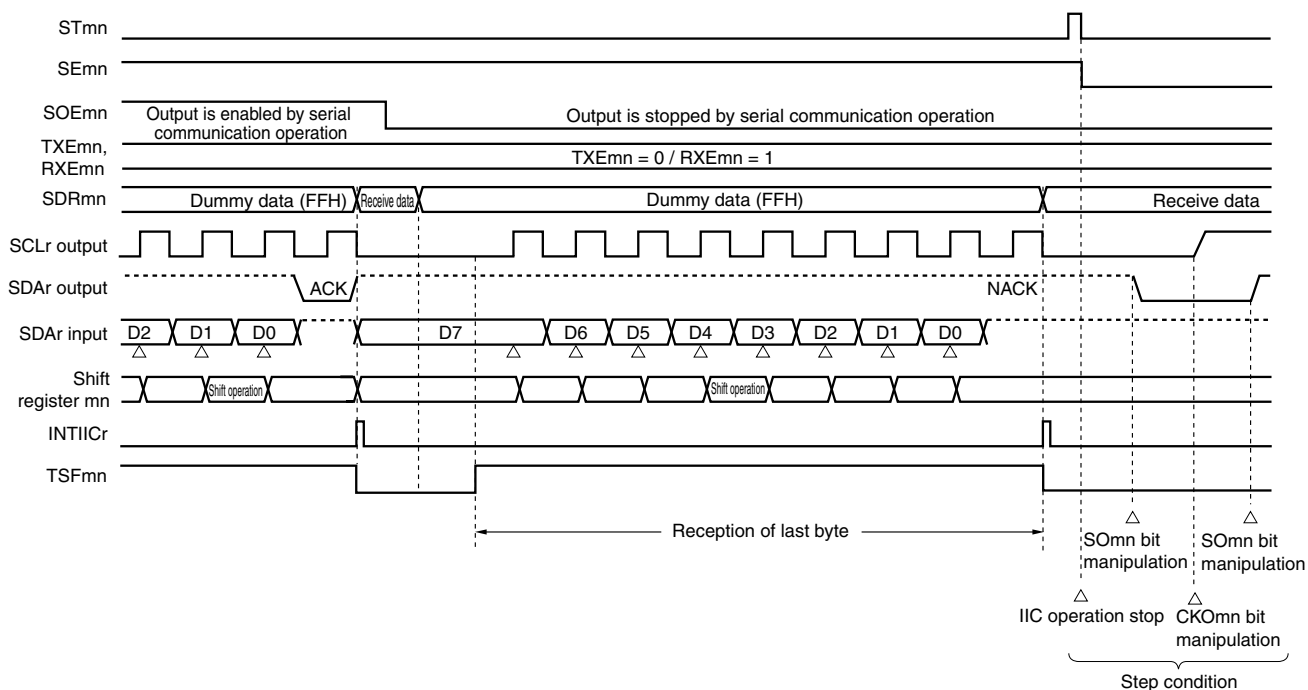 STmn
SEmn
SOEmn
Output is enabled by serial
communication operation
Output is stopped by serial communication operation
TXEmn,
RXEmn
TXEmn = 0 / RXEmn = 1
SDRmn
Dummy data (FFH)
Receive data
Dummy data (FFH)
Receive data
SCLr output
SDAr output
ACK
NACK
SDAr input
D2
D1
D0
D7
D6
D5
D4
D3
D2
D1
D0
Shift
register mn
Shift operation
Shift operation
INTIICr
TSFmn
Reception of last byte
SOmn bit
manipulation
SOmn bit
manipulation
IIC operation stop
CKOmn bit
manipulation
Step condition